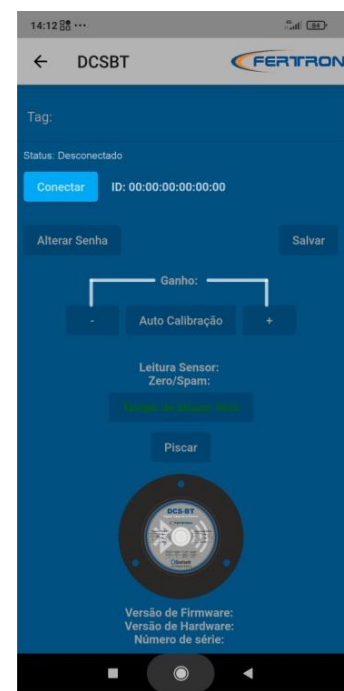 14:12
84
DCSBT
FERTRON
Tag:
Status: Desconectado
Conectar
ID: 00:00:00:00:00:00
Alterar Senha
Salvar
Ganho:
-
Auto Calibração
+
Leitura Sensor:
Zero/Spam:
Piscar
DCS-BT
Versão de Firmware:
Versão de Hardware:
Número de série: